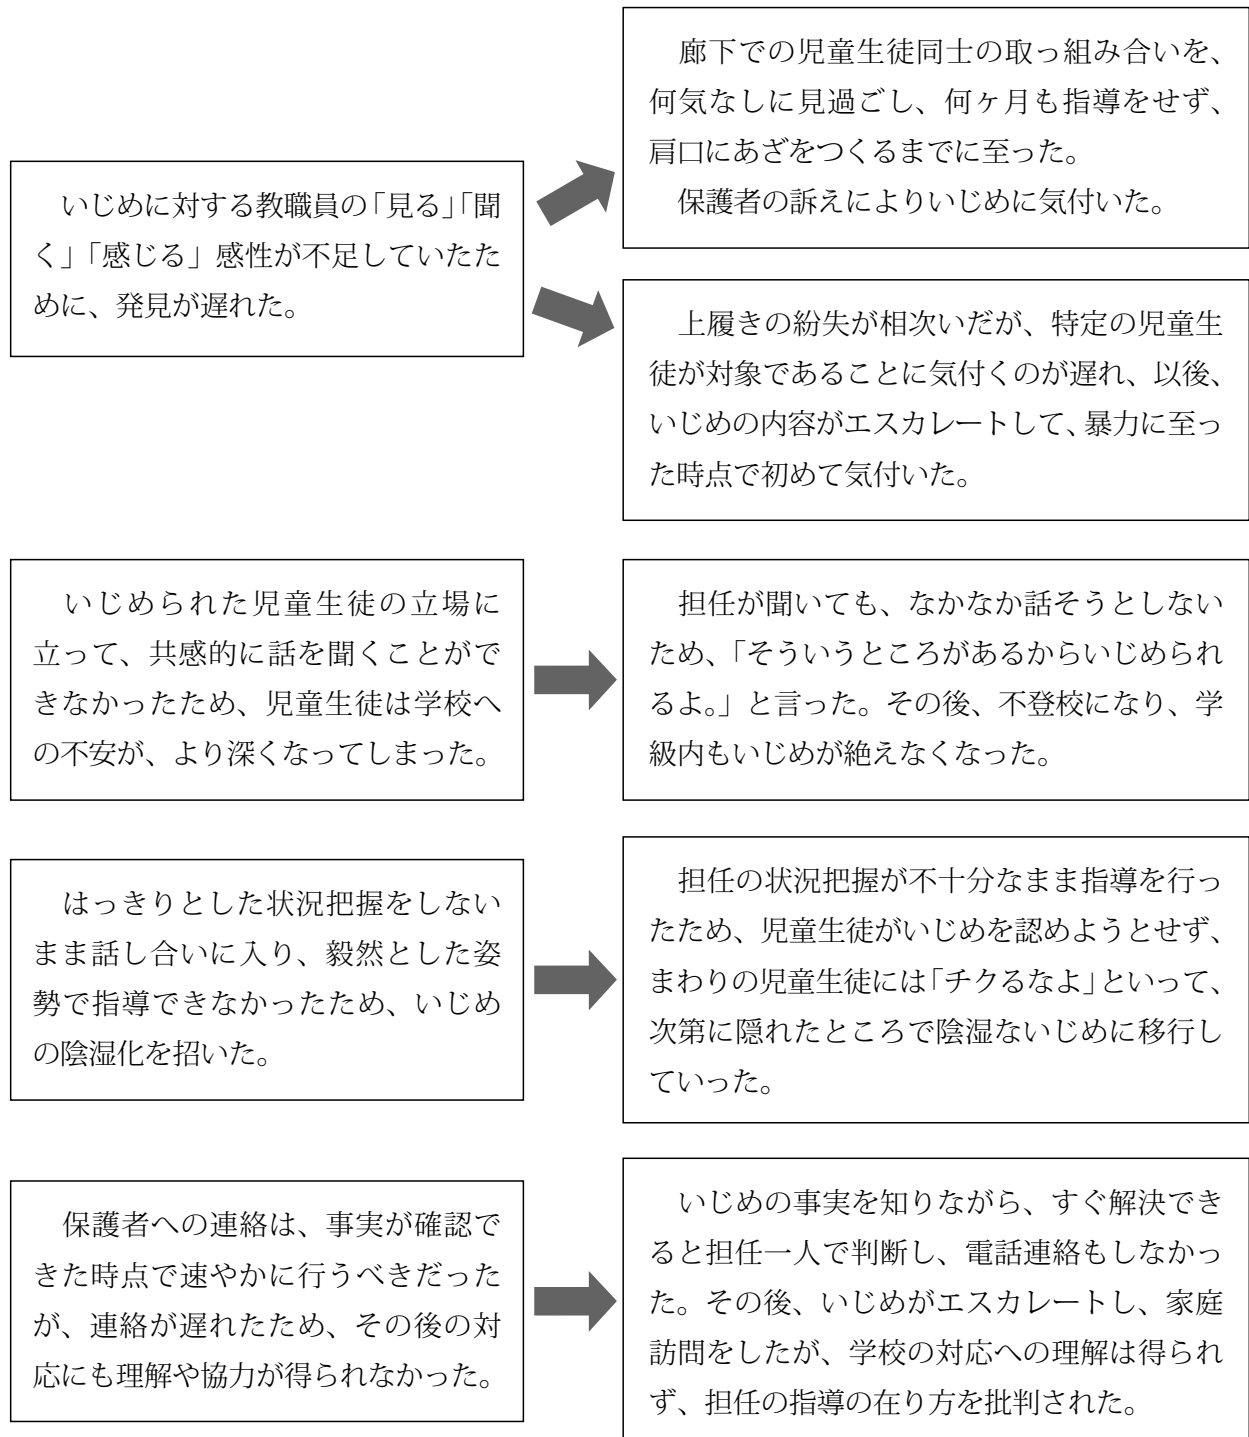 いじめに対する教職員の「見る」「聞
く」「感じる」感性が不足していたた
めに、発見が遅れた。
廊下での児童生徒同士の取っ組み合いを、
何気なしに見過ごし、何ヶ月も指導をせず、
肩口にあざをつくるまでに至った。
保護者の訴えによりいじめに気付いた。
上履きの紛失が相次いだが、特定の児童生
徒が対象であることに気付くのが遅れ、以後、
いじめの内容がエスカレートして、暴力に至っ
た時点で初めて気付いた。
いじめられた児童生徒の立場に
立って、共感的に話を聞くことがで
きなかったため、児童生徒は学校へ
の不安が、より深くなってしまった。
担任が聞いても、なかなか話そうとしない
ため、「そういうところがあるからいじめられ
るよ。」と言った。その後、不登校になり、学
級内もいじめが絶えなくなった。
はっきりとした状況把握をしない
まま話し合いに入り、毅然とした姿
勢で指導できなかったため、いじめ
の陰湿化を招いた。
担任の状況把握が不十分なまま指導を行っ
たため、児童生徒がいじめを認めようとせず、
まわりの児童生徒には「チクるなよ」といって、
次第に隠れたところで陰湿ないじめに移行し
ていった。
保護者への連絡は、事実が確認で
きた時点で速やかに行うべきだった
が、連絡が遅れたため、その後の対
応にも理解や協力が得られなかった。
いじめの事実を知りながら、すぐ解決でき
ると担任一人で判断し、電話連絡もしなかっ
た。その後、いじめがエスカレートし、家庭
訪問をしたが、学校の対応への理解は得られ
ず、担任の指導の在り方を批判された。